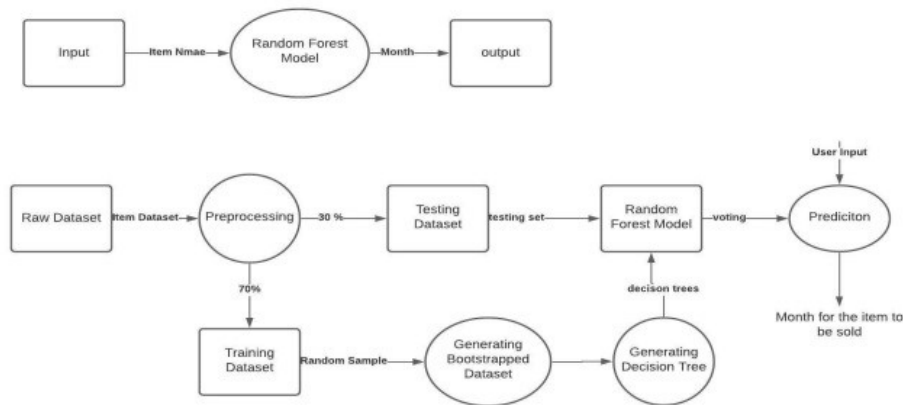 Input
Item Nmae
Random Forest
Model
Month
output
User Input
Raw Dataset
Item Dataset
Preprocessing
30 %
Testing
Dataset
testing set
Random
Forest Model
voting
Prediciton
70%
decison trees
Month for the item to
be sold
Training
Dataset
Random Sample
Generating
Bootstrapped
Dataset
Generating
Decision Tree